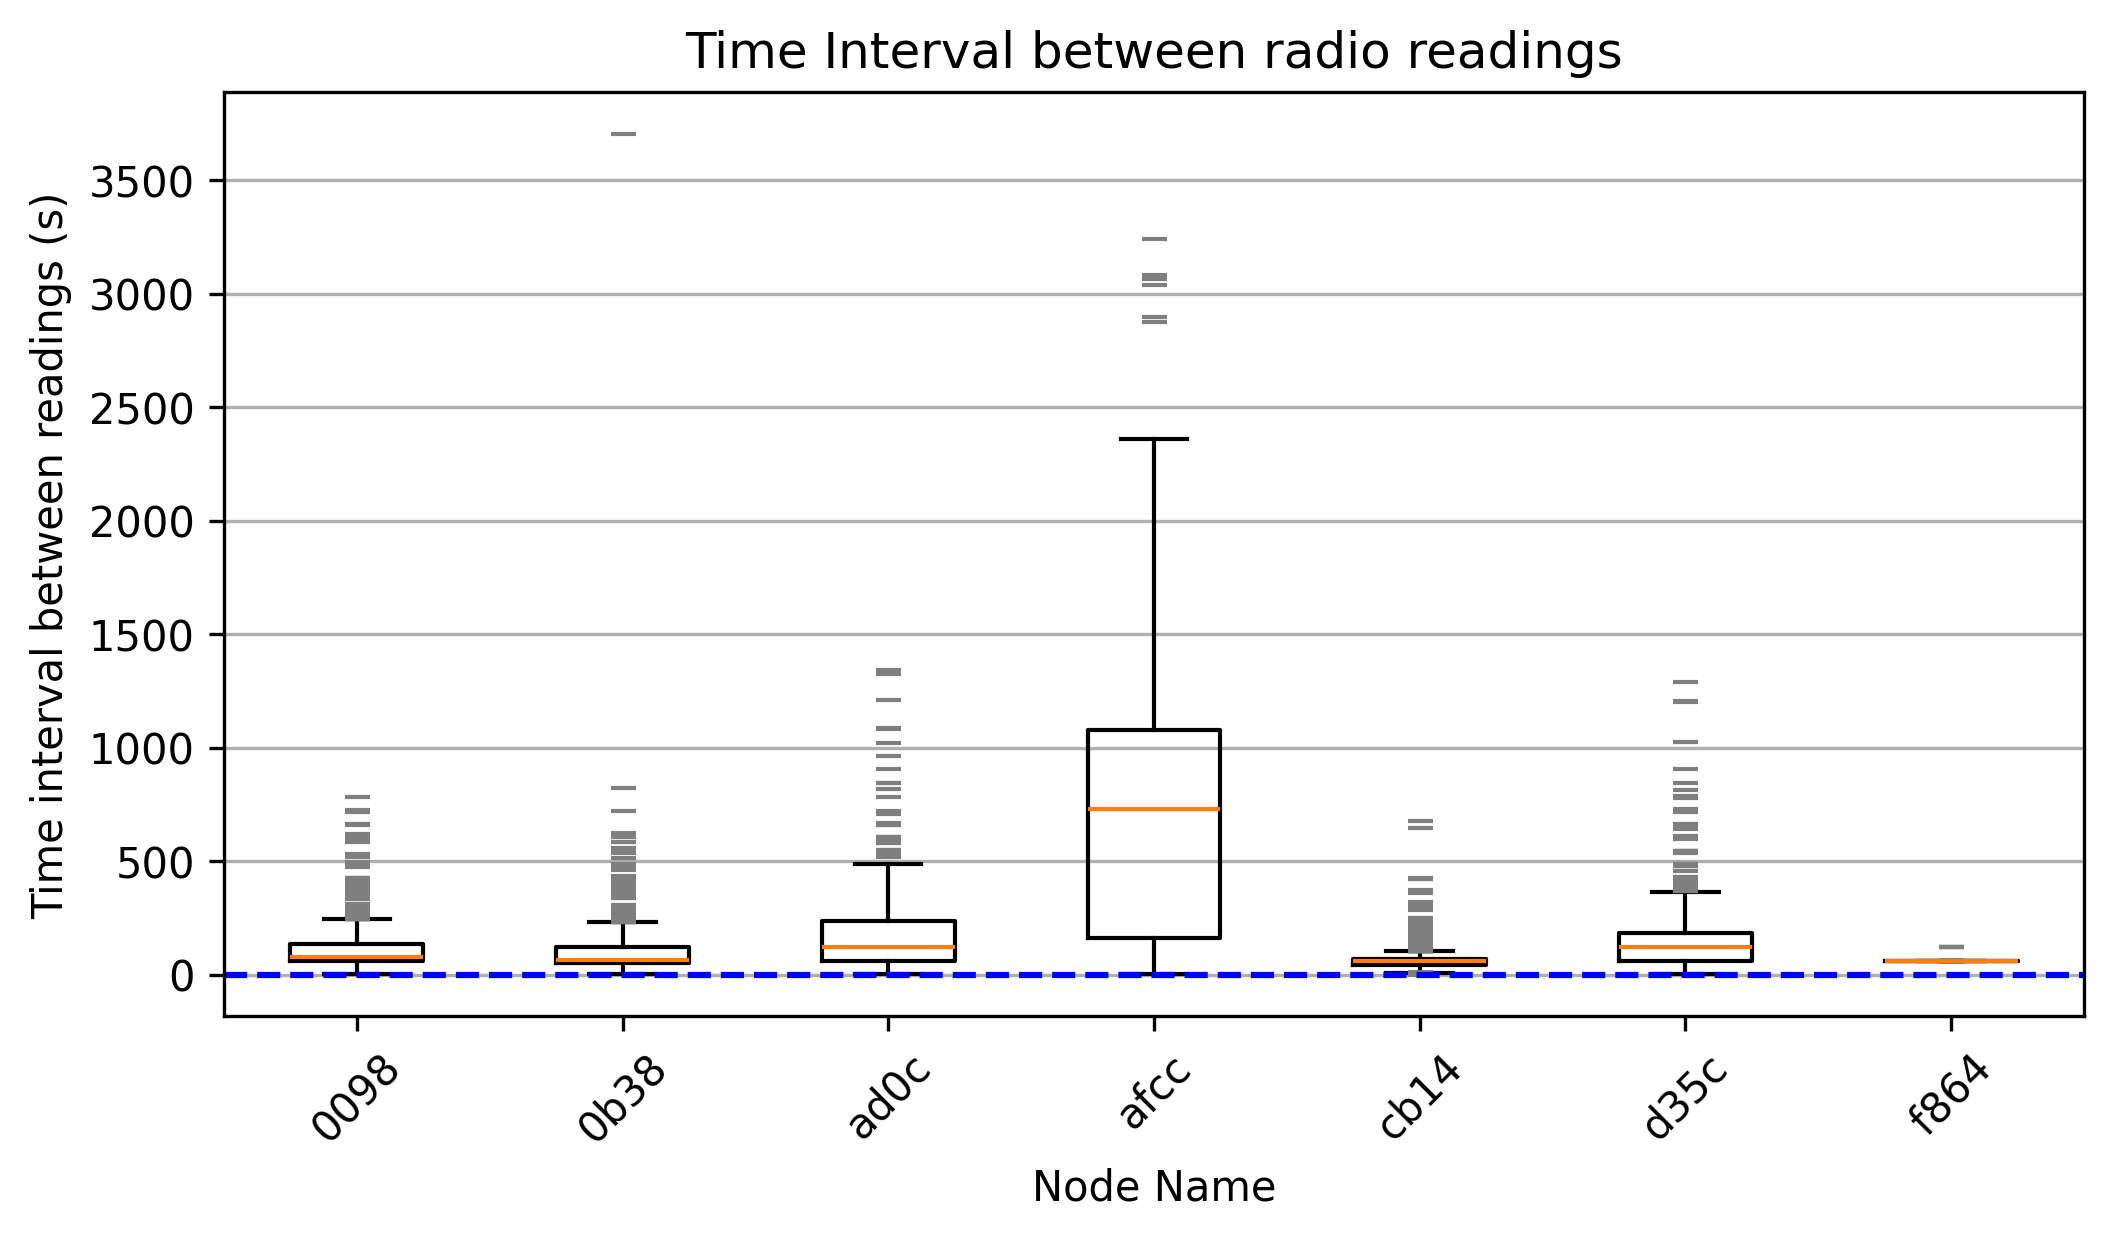 Time Interval between radio readings
Time interval between readings (s)
3500
3000
2500
2000
1500
1000
500
0
0098
0b38
ad0c
afcc
cb14
d35c
f864
Node Name